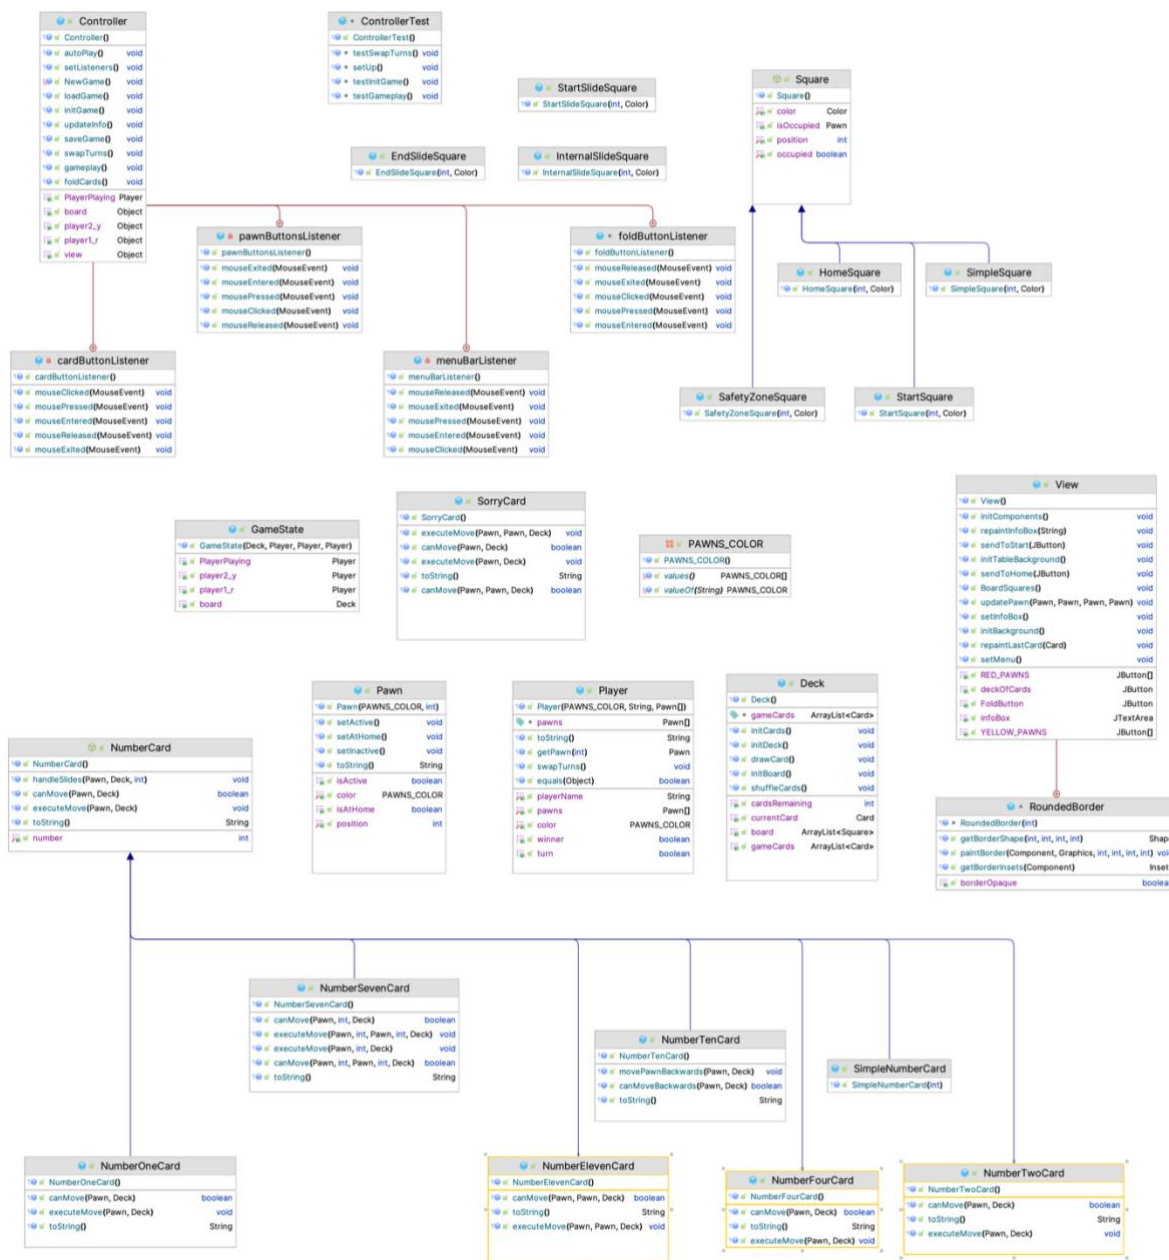 Controller
Controller()
autoPlay() void
setListeners() void
NewGame() void
loadGame() void
initGame() void
updateInfo() void
saveGame() void
swapTurns() void
gameplay() void
foldCards() void
PlayerPlaying Player
board Object
player2_y Object
player1_r Object
view Object
ControllerTest
ControllerTest()
testSwapTurns() void
setUp() void
testInitGame() void
testGameplay() void
StartSlideSquare
StartSlideSquare(int, Color)
Square
Square()
color Color
isOccupied Pawn
position int
occupied boolean
EndSlideSquare
EndSlideSquare(int, Color)
InternalSlideSquare
InternalSlideSquare(int, Color)
pawnButtonsListener
pawnButtonsListener()
mouseExited(MouseEvent) void
mouseEntered(MouseEvent) void
mousePressed(MouseEvent) void
mouseClicked(MouseEvent) void
mouseReleased(MouseEvent) void
foldButtonListener
foldButtonListener()
mouseReleased(MouseEvent) void
mouseExited(MouseEvent) void
mouseClicked(MouseEvent) void
mousePressed(MouseEvent) void
mouseEntered(MouseEvent) void
HomeSquare
HomeSquare(int, Color)
SimpleSquare
SimpleSquare(int, Color)
cardButtonListener
cardButtonListener()
mouseClicked(MouseEvent) void
mousePressed(MouseEvent) void
mouseEntered(MouseEvent) void
mouseReleased(MouseEvent) void
mouseExited(MouseEvent) void
menuBarListener
menuBarListener()
mouseReleased(MouseEvent) void
mouseExited(MouseEvent) void
mousePressed(MouseEvent) void
mouseEntered(MouseEvent) void
mouseClicked(MouseEvent) void
SafetyZoneSquare
SafetyZoneSquare(int, Color)
StartSquare
StartSquare(int, Color)
GameState
GameState(Deck, Player, Player, Player)
PlayerPlaying Player
player2_y Player
player1_r Player
board Deck
SorryCard
SorryCard()
executeMove(Pawn, Pawn, Deck) void
canMove(Pawn, Deck) boolean
executeMove(Pawn, Deck) void
toString() String
canMove(Pawn, Pawn, Deck) boolean
PAWNS_COLOR
PAWNS_COLOR()
values() PAWNS_COLOR[]
valueOf(String) PAWNS_COLOR
View
View()
initComponents() void
repaintInfoBox(String) void
sendToStart(JButton) void
initTableBackground() void
sendToHome(JButton) void
BoardSquares() void
updatePawn(Pawn, Pawn, Pawn, Pawn) void
setInfoBox() void
initBackground() void
repaintLastCard(Card) void
setMenu() void
RED_PAWNS JButton[]
deckOfCards JButton
FoldButton JButton
infoBox JTextArea
YELLOW_PAWNS JButton[]
NumberCard
NumberCard()
handleSlides(Pawn, Deck, int) void
canMove(Pawn, Deck) boolean
executeMove(Pawn, Deck) void
toString() String
number int
Pawn
Pawn(PAWNS_COLOR, int)
setActive() void
setAtHome() void
setInactive() void
toString() String
isActive boolean
color PAWNS_COLOR
isAtHome boolean
position int
Player
Player(PAWNS_COLOR, String, Pawn[])
pawns Pawn[]
toString() String
getPawn(int) Pawn
swapTurns() void
equals(Object) boolean
playerName String
pawns Pawn[]
color PAWNS_COLOR
winner boolean
turn boolean
Deck
Deck()
gameCards ArrayList<Card>
initCards() void
initDeck() void
drawCard() void
initBoard() void
shuffleCards() void
cardsRemaining int
currentCard Card
board ArrayList<Square>
gameCards ArrayList<Card>
RoundedBorder
RoundedBorder(int)
getBorderShape(int, int, int, int) Shap
paintBorder(Component, Graphics, int, int, int, int) voi
getBorderInsets(Component) Inset
borderOpaque boolea
NumberSevenCard
NumberSevenCard()
canMove(Pawn, int, Deck) boolean
executeMove(Pawn, int, Pawn, int, Deck) void
executeMove(Pawn, int, Deck) void
canMove(Pawn, int, Pawn, int, Deck) boolean
toString() String
NumberTenCard
NumberTenCard()
movePawnBackwards(Pawn, Deck) void
canMoveBackwards(Pawn, Deck) boolean
toString() String
SimpleNumberCard
SimpleNumberCard(int)
NumberOneCard
NumberOneCard()
canMove(Pawn, Deck) boolean
executeMove(Pawn, Deck) void
toString() String
NumberElevenCard
NumberElevenCard()
canMove(Pawn, Pawn, Deck) boolean
toString() String
executeMove(Pawn, Pawn, Deck) void
NumberFourCard
NumberFourCard()
canMove(Pawn, Deck) boolean
toString() String
executeMove(Pawn, Deck) void
NumberTwoCard
NumberTwoCard()
canMove(Pawn, Deck) boolean
toString() String
executeMove(Pawn, Deck) void